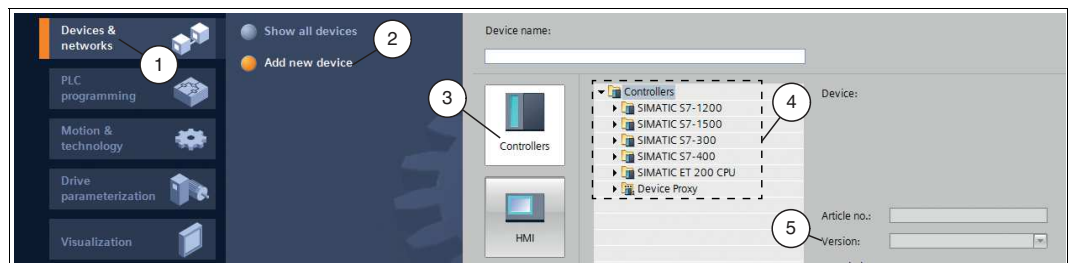 Devices &
networks
1
PLC
programming
Motion &
technology
Drive
parameterization
Visualization
Show all devices
2
Add new device
Device name:
3
Controllers
HMI
Controllers
SIMATIC S7-1200
SIMATIC S7-1500
SIMATIC S7-300
SIMATIC S7-400
SIMATIC ET 200 CPU
Device Proxy
4
Device:
Article no.:
5
Version: